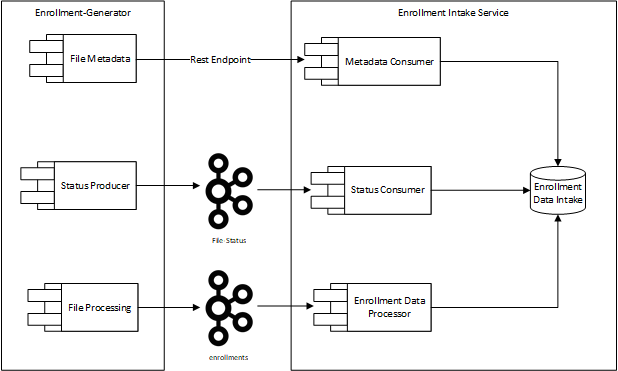 Enrollment-Generator
Enrollment Intake Service
File Metadata
Rest Endpoint
Metadata Consumer
Status Producer
File-Status
Status Consumer
Enrollment
Data Intake
File Processing
enrollments
Enrollment Data
Processor